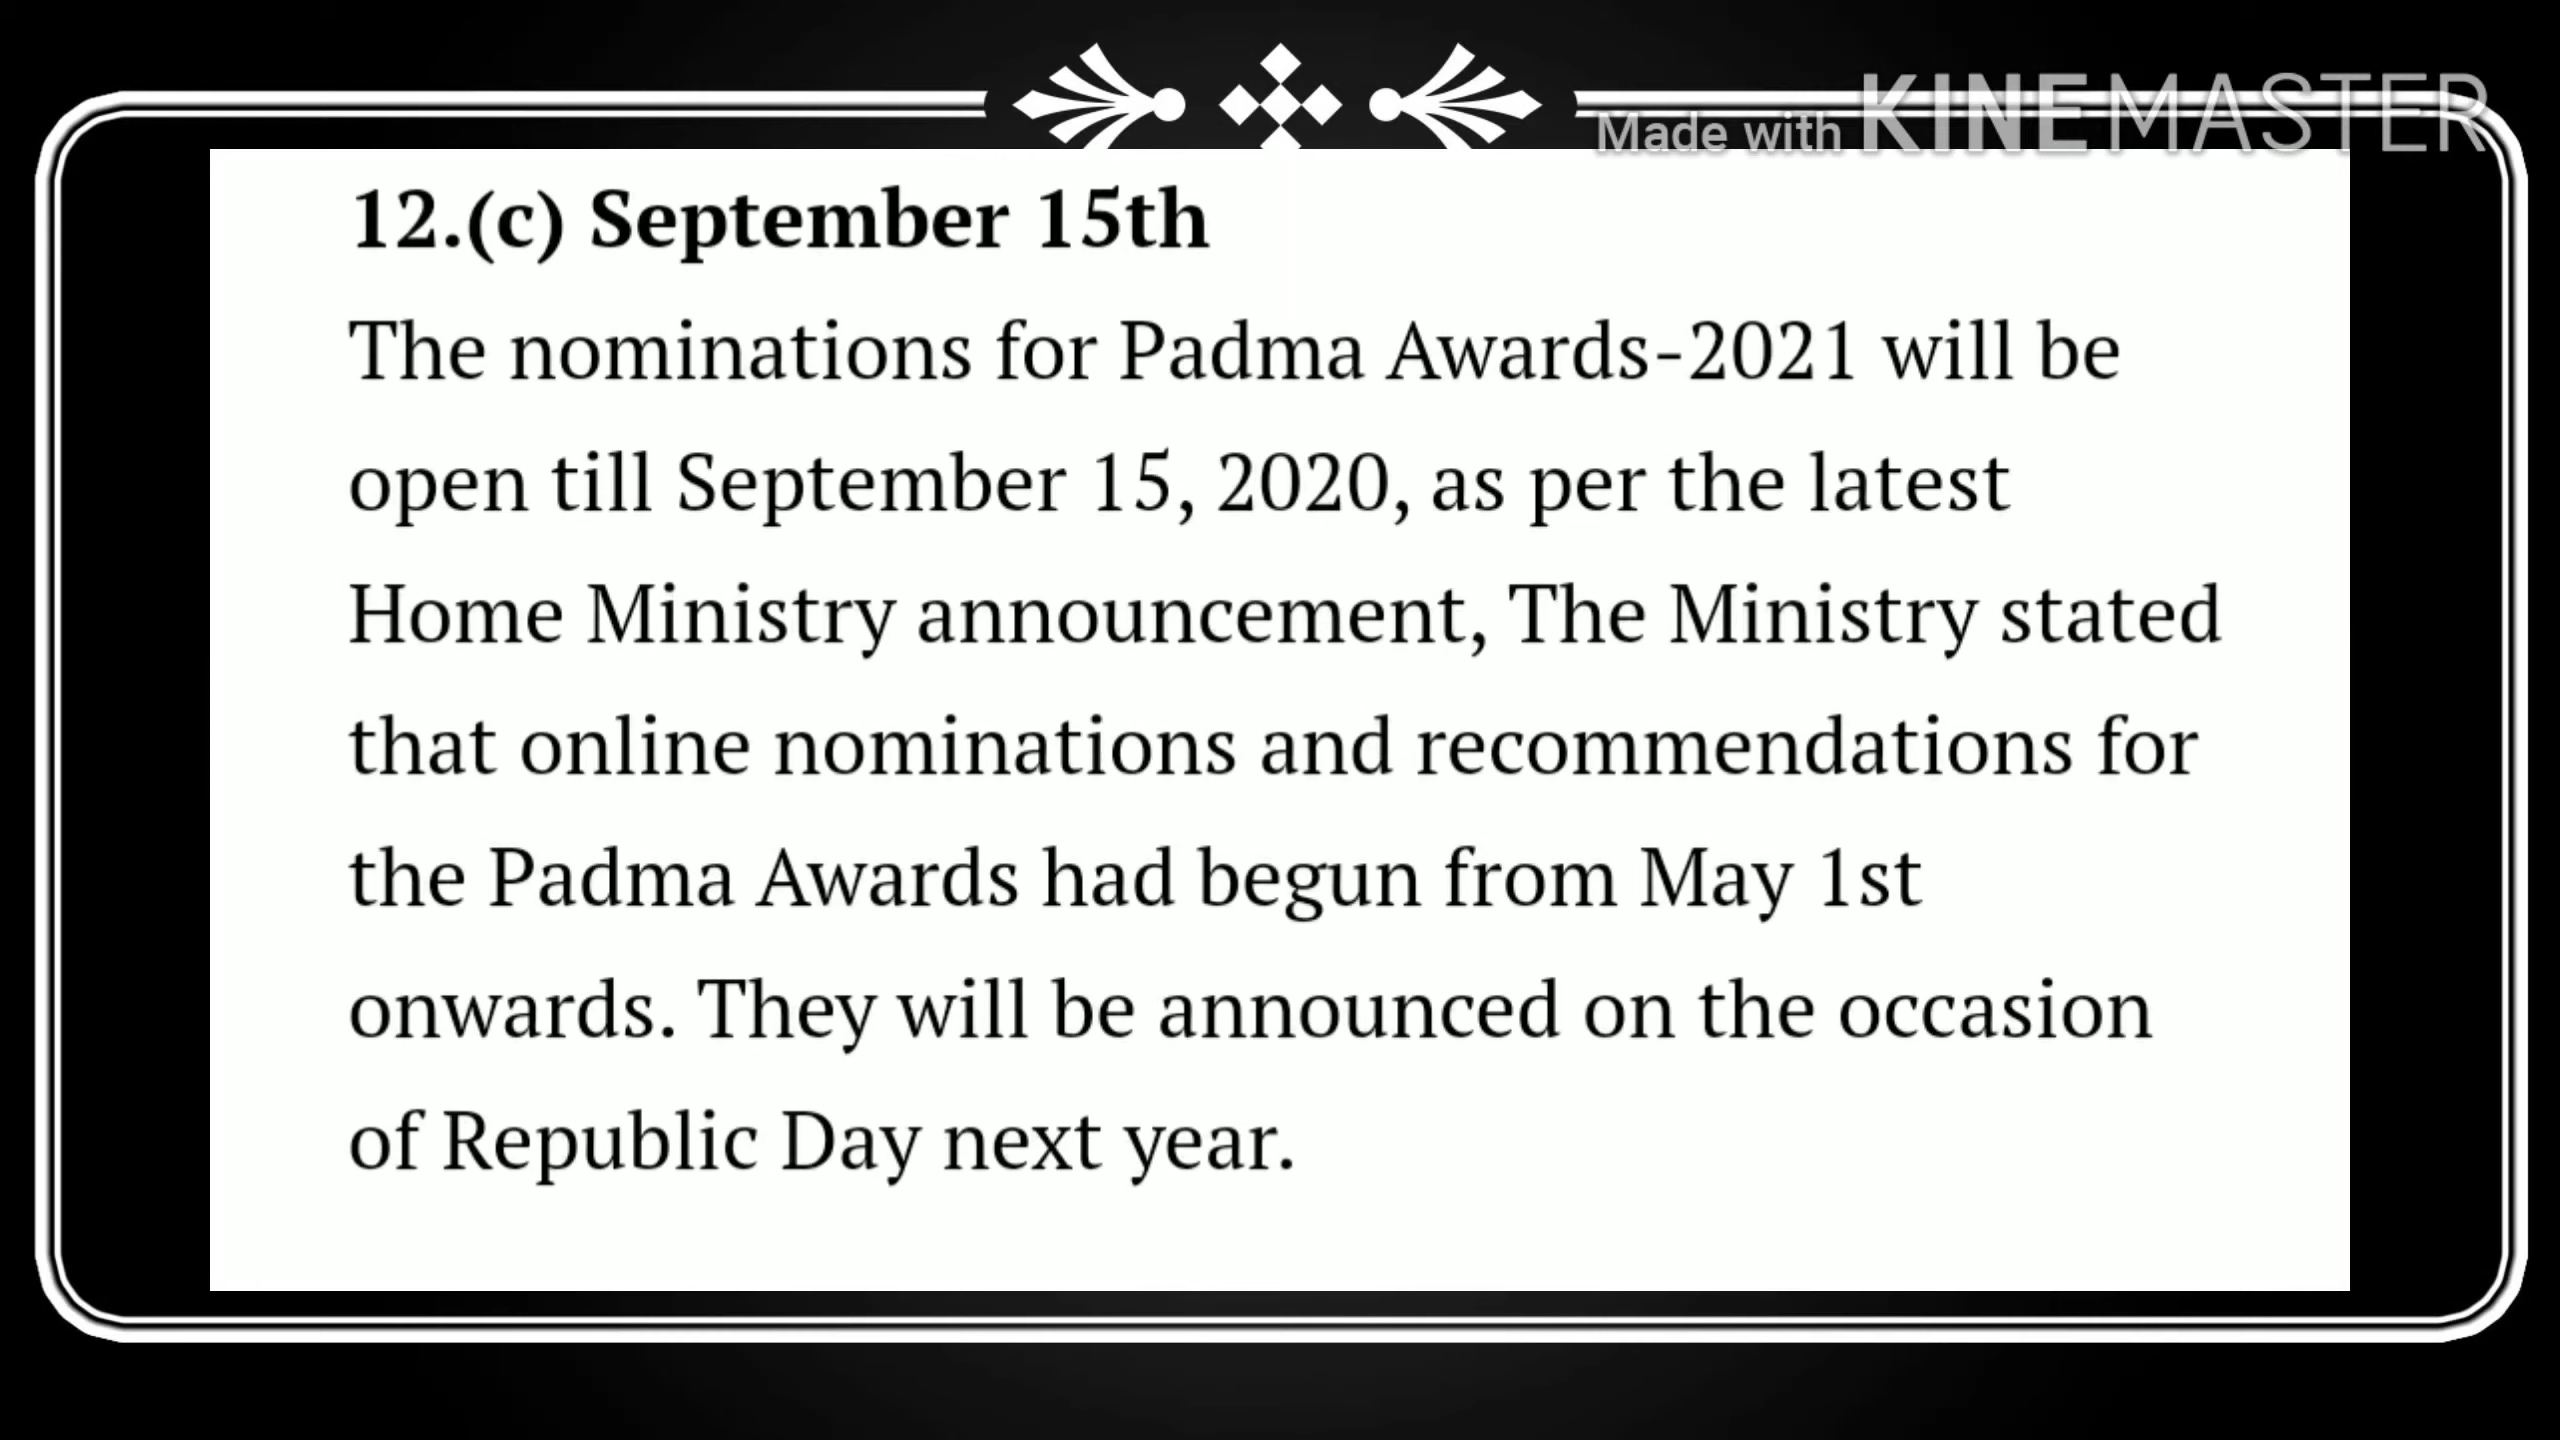 Made with KINEMASTER
12.(c) September 15th
The nominations for Padma Awards-2021 will be
open till September 15, 2020, as per the latest
Home Ministry announcement, The Ministry stated
that online nominations and recommendations for
the Padma Awards had begun from May 1st
onwards. They will be announced on the occasion
of Republic Day next year.